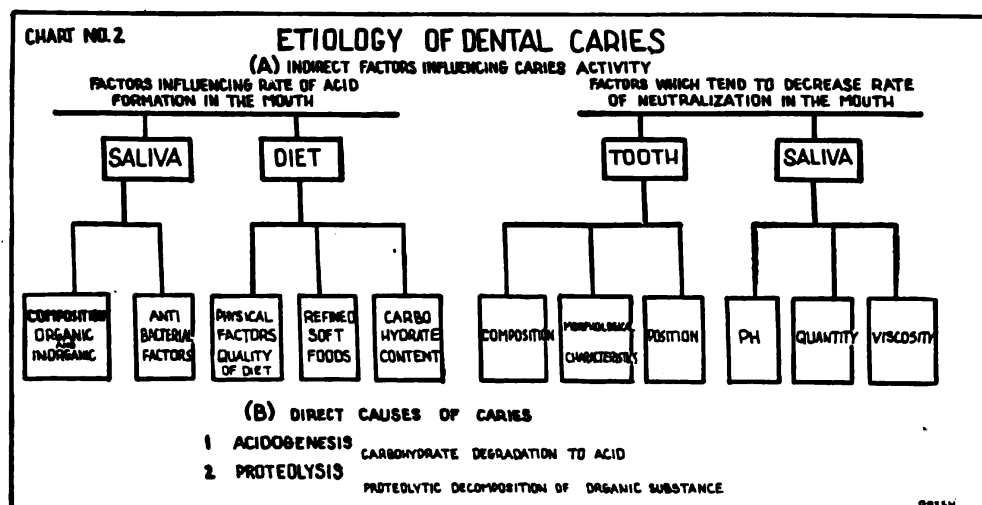 CHART NO.2
ETIOLOGY OF DENTAL CARIES
(A) INDIRECT FACTORS INFLUENCING CARIES ACTIVITY
FACTORS INFLUENCING RATE OF ACID
FORMATION IN THE MOUTH
FACTORS WHICH TEND TO DECREASE RATE
OF NEUTRALIZATION IN THE MOUTH
SALIVA
DIET
TOOTH
SALIVA
COMPOSITION
ORGANIC
AND
INORGANIC
ANTI
BACTERIAL
FACTORS
PHYSICAL
FACTORS
QUALITY
OF DIET
REFINED
SOFT
FOODS
CARBO
HYDRATE
CONTENT
COMPOSITION
MORPHOLOGICAL
CHARACTERISTICS
POSITION
PH
QUANTITY
VISCOSITY
(B) DIRECT CAUSES OF CARIES
1 ACIDOGENESIS
CARBOHYDRATE DEGRADATION TO ACID
2 PROTEOLYSIS
PROTEOLYTIC DECOMPOSITION OF ORGANIC SUBSTANCE